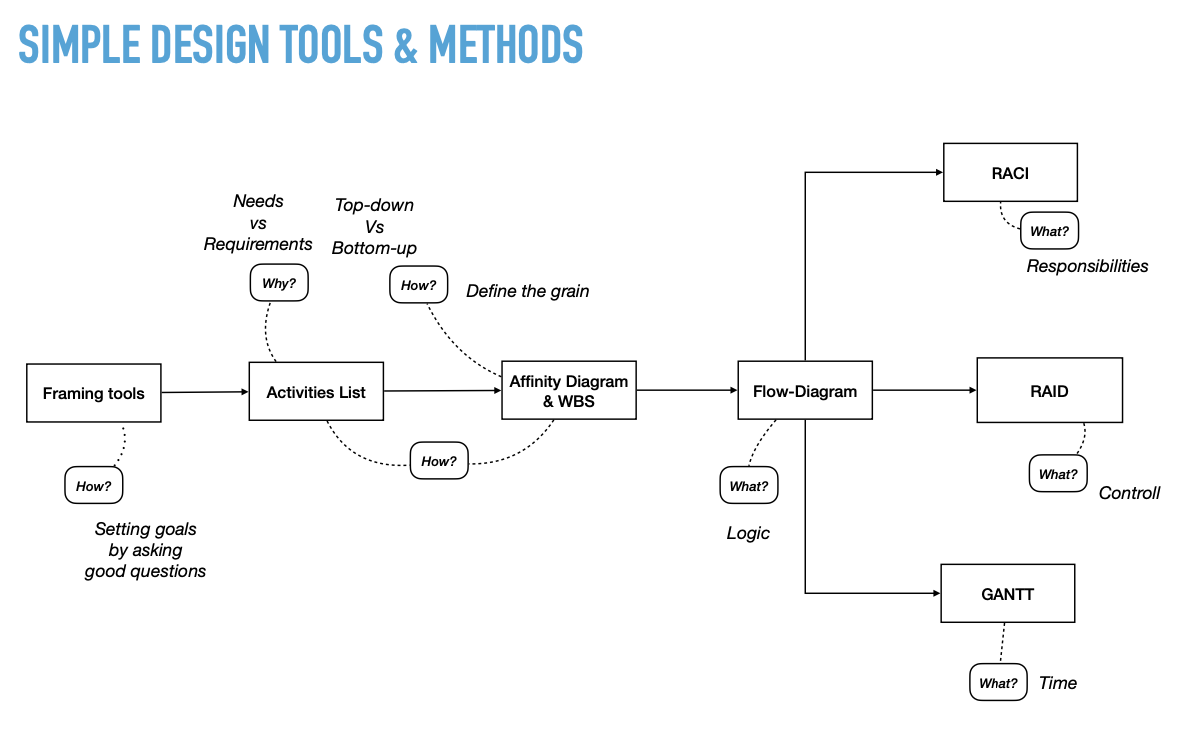 SIMPLE DESIGN TOOLS & METHODS
RACI
What?
Responsibilities
Needs
vs
Requirements
Why?
Top-down
Vs
Bottom-up
How?
Define the grain
Framing tools
How?
Setting goals
by asking
good questions
Activities List
How?
Affinity Diagram
& WBS
Flow-Diagram
What?
Logic
RAID
What?
Controll
GANTT
What?
Time